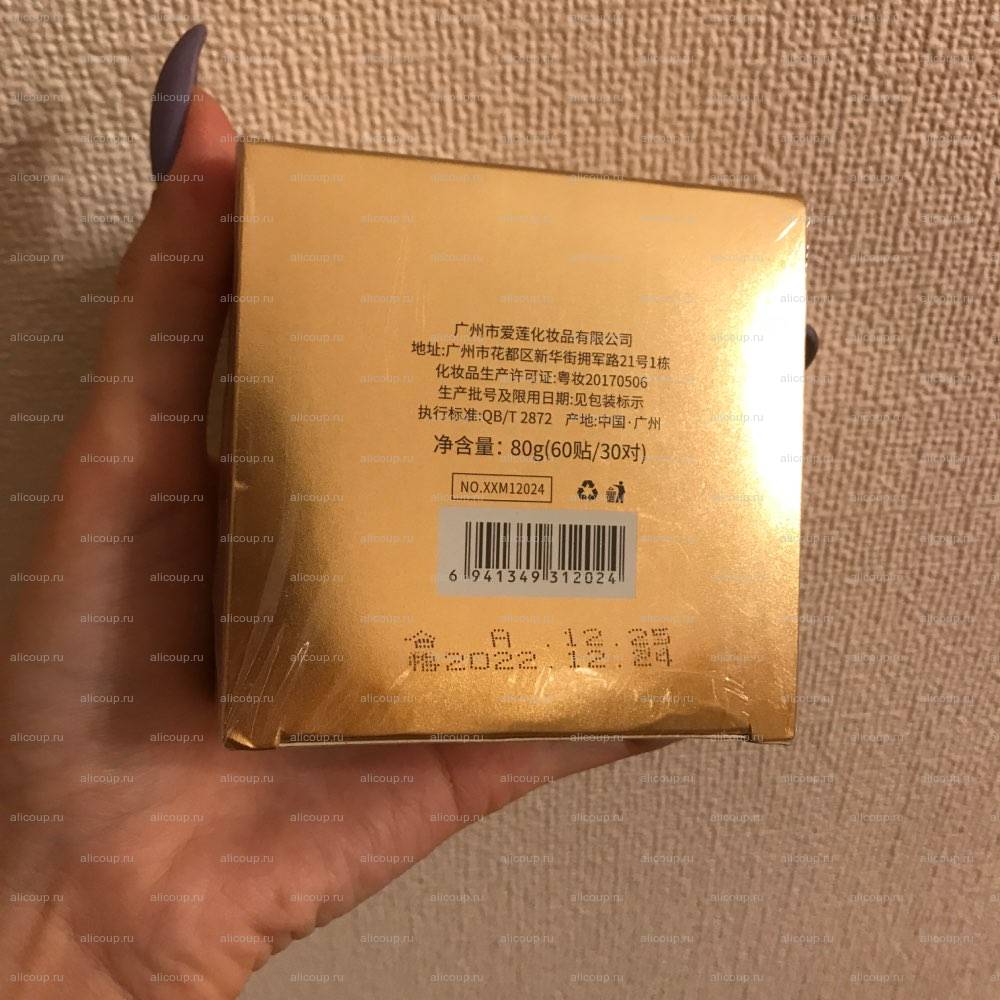 广州市爱莲化妆品有限公司
地址:广州市花都区新华街拥军路21号1栋
化妆品生产许可证:粤妆20170506
生产批号及限用日期:见包装标示
执行标准:QB/T 2872 产地:中国·广州
净含量：80g(60贴/30对)
NO.XXM12024
6 941349 312024
A .12.25
2022.12.24
alicoup.ru